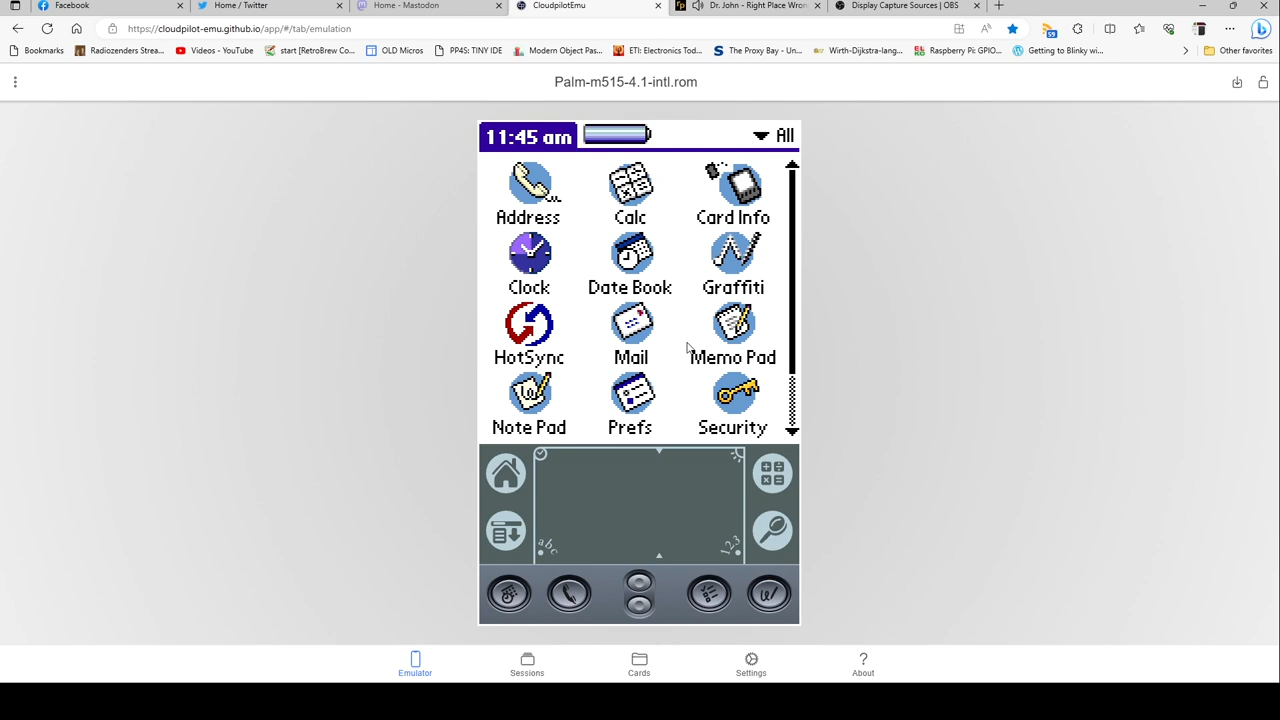 Facebook
Home / Twitter
Home - Mastodon
CloudpilotEmu
Dr. John - Right Place Wron
Display Capture Sources | OBS
https://cloudpilot-emu.github.io/app/#/tab/emulation
59
Bookmarks
Radiozenders Strea...
Videos - YouTube
start [RetroBrew Co...
OLD Micros
PP4S: TINY IDE
Modern Object Pas...
ETI: Electronics Tod...
The Proxy Bay - Un...
Wirth-Dijkstra-lang...
Raspberry Pi: GPIO...
Getting to Blinky wi...
Other favorites
Palm-m515-4.1-intl.rom
11:45 am
All
Address
Calc
Card Info
Clock
Date Book
Graffiti
HotSync
Mail
Memo Pad
Note Pad
Prefs
Security
abc
123
Emulator
Sessions
Cards
Settings
About